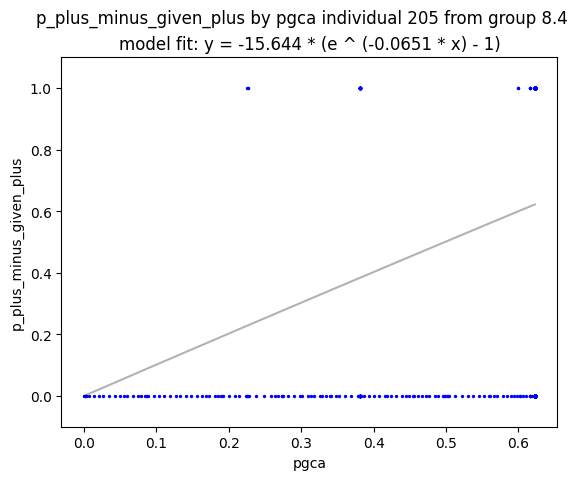 p_plus_minus_given_plus by pgca individual 205 from group 8.4
model fit: y = -15.644 * (e ^ (-0.0651 * x) - 1)
1.0
0.8
0.6
0.4
0.2
0.0
p_plus_minus_given_plus
0.0 0.1 0.2 0.3 0.4 0.5 0.6
pgca